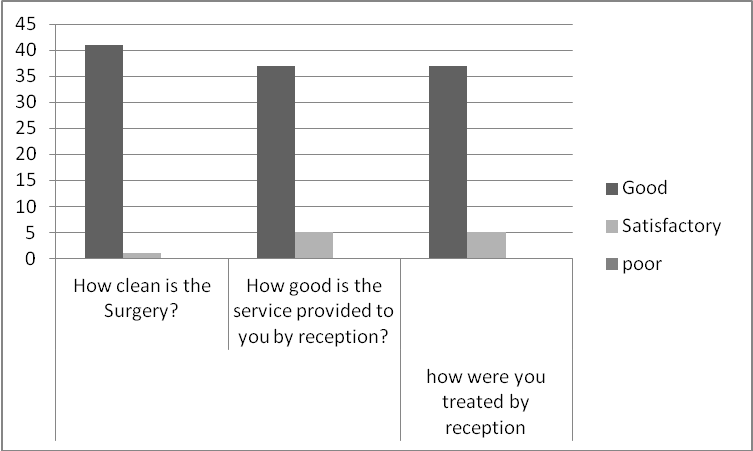 45
40
35
30
25
20
15
10
5
0
How clean is the
Surgery?
How good is the
service provided to
you by reception?
how were you
treated by
reception
Good
Satisfactory
poor